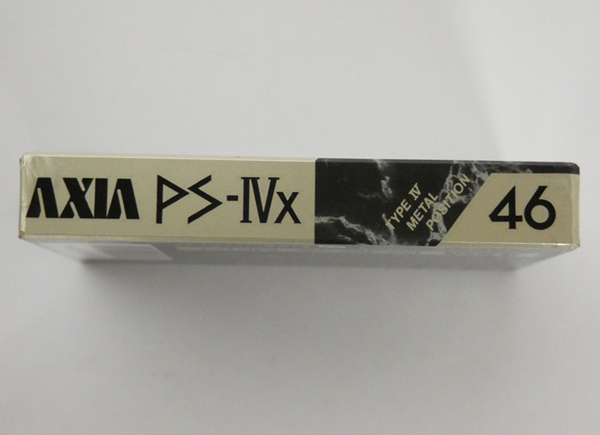 AXIA PS-IVx
TYPE IV
METAL
POSITION
46